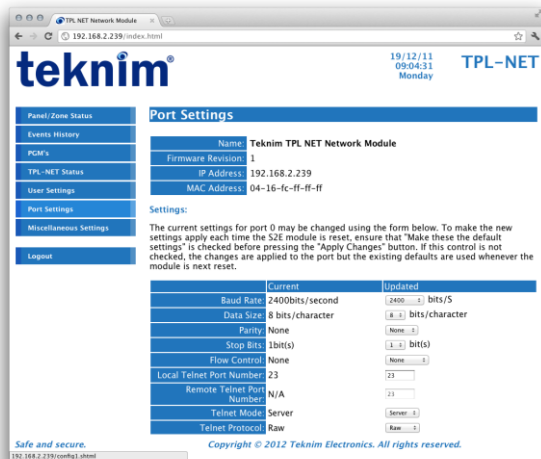 TPL NET Network Module
192.168.2.239/index.html
teknim®
19/12/11
09:04:31
Monday
TPL-NET
Panel/Zone Status
Events History
PGM's
TPL-NET Status
User Settings
Port Settings
Miscellaneous Settings
Logout
Port Settings
Name: Teknim TPL NET Network Module
Firmware Revision: 1
IP Address: 192.168.2.239
MAC Address: 04-16-fc-ff-ff-ff
Settings:
The current settings for port 0 may be changed using the form below. To make the new
settings apply each time the S2E module is reset, ensure that "Make these the default
settings" is checked before pressing the "Apply Changes" button. If this control is not
checked, the changes are applied to the port but the existing defaults are used whenever the
module is next reset.
Current Updated
Baud Rate: 2400bits/second 2400 bits/S
Data Size: 8 bits/character 8 bits/character
Parity: None None
Stop Bits: 1bit(s) 1 bit(s)
Flow Control: None None
Local Telnet Port Number: 23 23
Remote Telnet Port
Number: N/A 23
Telnet Mode: Server Server
Telnet Protocol: Raw Raw
Safe and secure.
Copyright © 2012 Teknim Electronics. All rights reserved.
192.168.2.239/config1.shtml